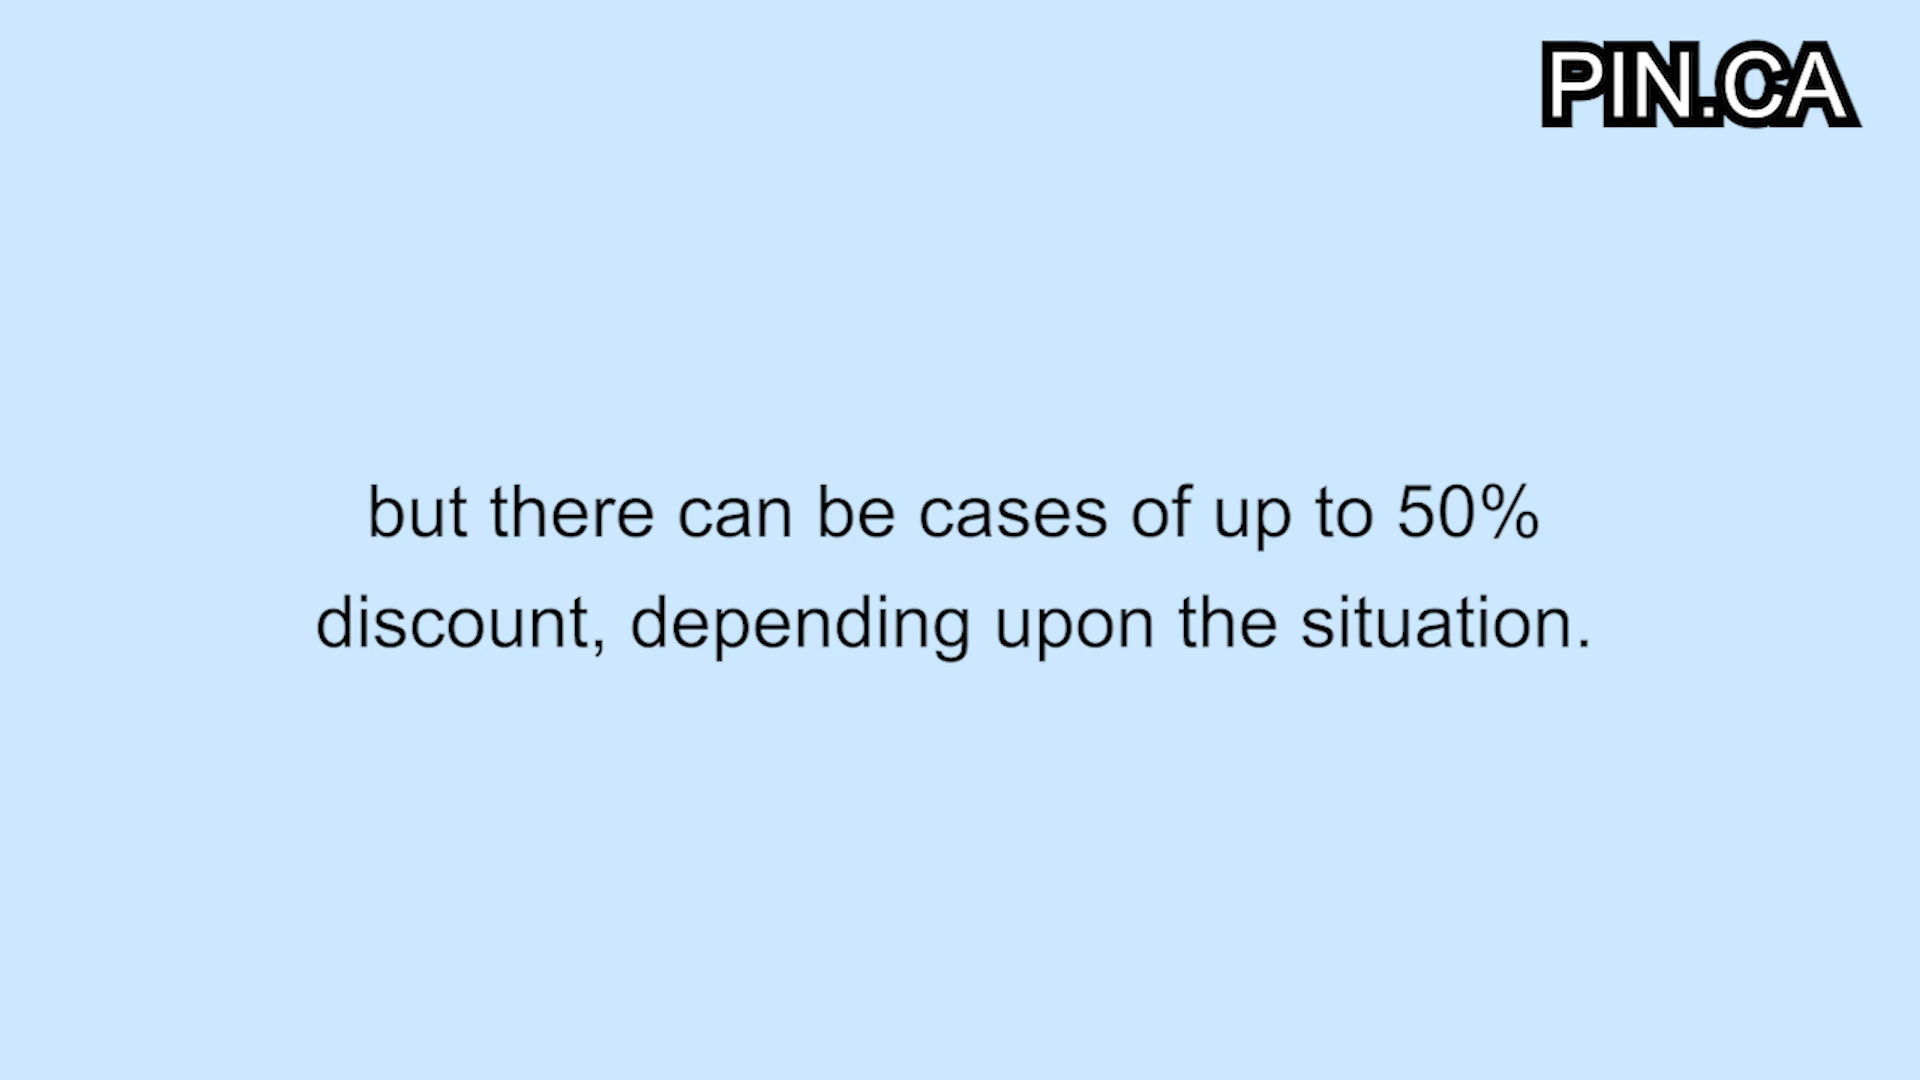 PIN.CA
but there can be cases of up to 50%
discount, depending upon the situation.